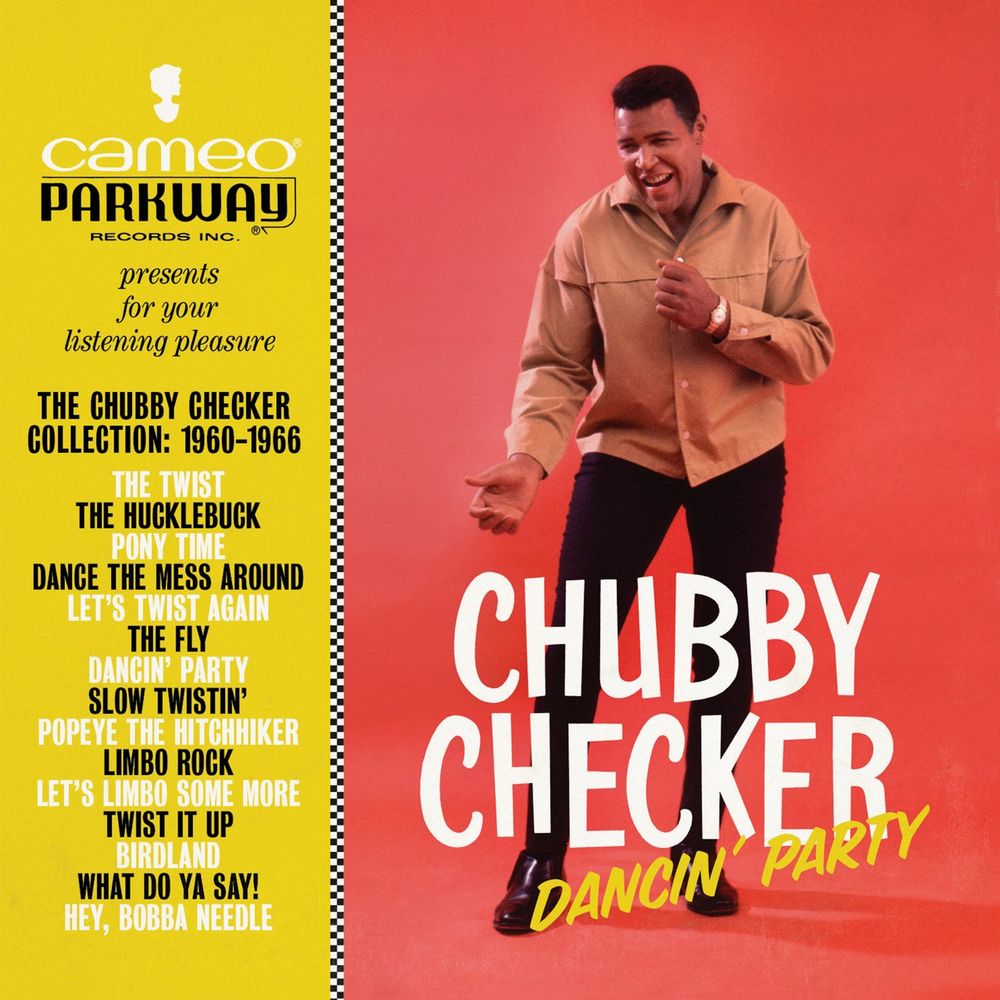 cameo®
PARKWAY
RECORDS INC. ®
presents
for your
listening pleasure
THE CHUBBY CHECKER
COLLECTION: 1960–1966
THE TWIST
THE HUCKLEBUCK
PONY TIME
DANCE THE MESS AROUND
LET'S TWIST AGAIN
THE FLY
DANCIN' PARTY
SLOW TWISTIN'
POPEYE THE HITCHHIKER
LIMBO ROCK
LET'S LIMBO SOME MORE
TWIST IT UP
BIRDLAND
WHAT DO YA SAY!
HEY, BOBBA NEEDLE
CHUBBY
CHECKER
DANCIN' PARTY